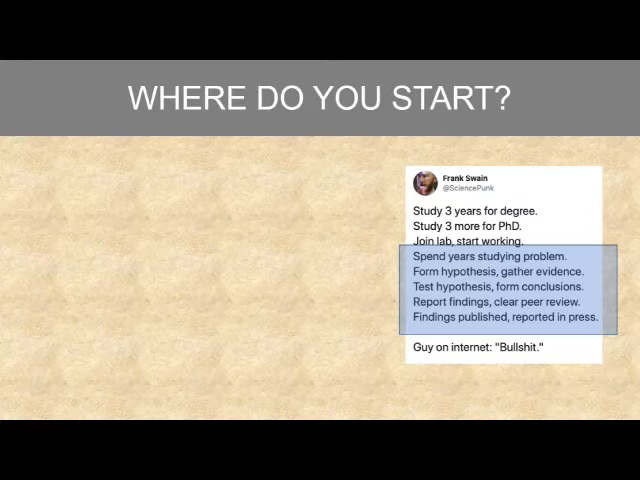 WHERE DO YOU START?
Frank Swain
@SciencePunk
Study 3 years for degree.
Study 3 more for PhD.
Join lab, start working.
Spend years studying problem.
Form hypothesis, gather evidence.
Test hypothesis, form conclusions.
Report findings, clear peer review.
Findings published, reported in press.
Guy on internet: "Bullshit."